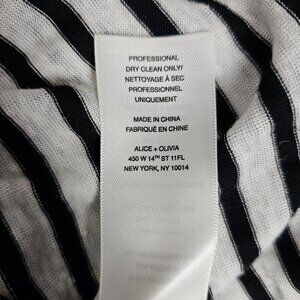 PROFESSIONAL
DRY CLEAN ONLY/
NETTOYAGE À SEC
PROFESSIONNEL
UNIQUEMENT
MADE IN CHINA
FABRIQUÉ EN CHINE
ALICE + OLIVIA
450 W 14TH ST 11FL
NEW YORK, NY 10014